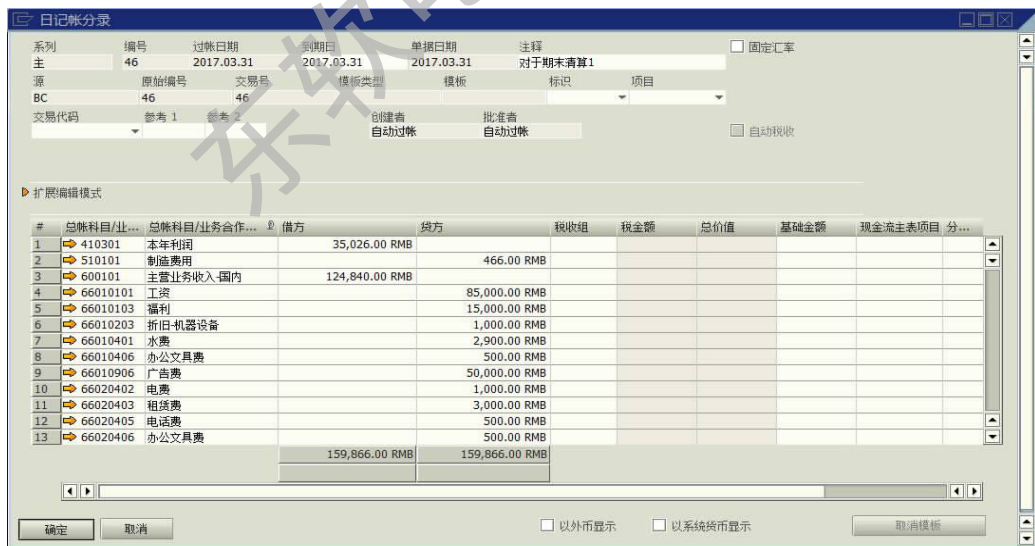 日记帐分录
系列 编号 过帐日期 到期日 单据日期 注释 固定汇率
主 46 2017.03.31 2017.03.31 2017.03.31 对于期末清算1
源 原始编号 交易号 模板类型 模板 标识 项目
BC 46 46
交易代码 参考 1 参考 2 创建者 批准者
自动过帐 自动过帐 自动税收
扩展编辑模式
# 总帐科目/业... 总帐科目/业务合作... 借方 贷方 税收组 税金额 总价值 基础金额 现金流主表项目 分...
1 410301 本年利润 35,026.00 RMB
2 510101 制造费用 466.00 RMB
3 600101 主营业务收入-国内 124,840.00 RMB
4 66010101 工资 85,000.00 RMB
5 66010103 福利 15,000.00 RMB
6 66010203 折旧-机器设备 1,000.00 RMB
7 66010401 水费 2,900.00 RMB
8 66010406 办公文具费 500.00 RMB
9 66010906 广告费 50,000.00 RMB
10 66020402 电费 1,000.00 RMB
11 66020403 租赁费 3,000.00 RMB
12 66020405 电话费 500.00 RMB
13 66020406 办公文具费 500.00 RMB
159,866.00 RMB 159,866.00 RMB
确定 取消 以外币显示 以系统货币显示 取消模板
东软